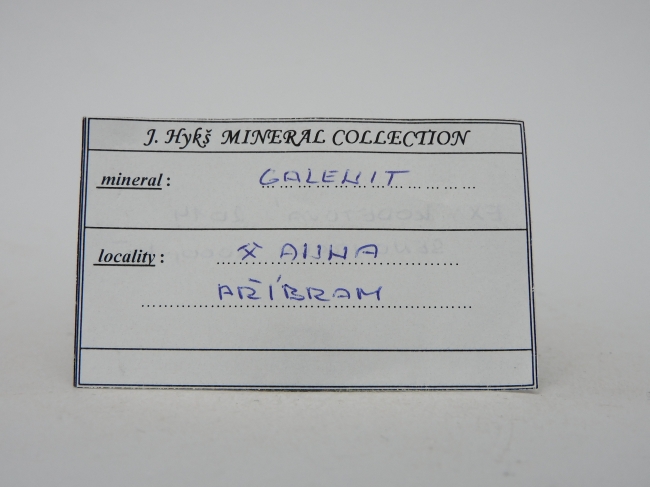 J. Hykš MINERAL COLLECTION
mineral: GALENIT
locality: ⚒ ANNA
PŘÍBRAM